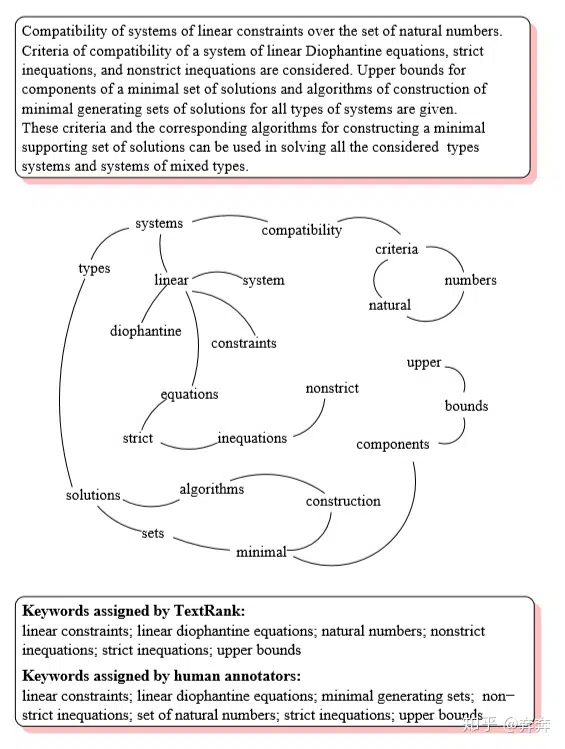 Compatibility of systems of linear constraints over the set of natural numbers.
Criteria of compatibility of a system of linear Diophantine equations, strict
inequations, and nonstrict inequations are considered. Upper bounds for
components of a minimal set of solutions and algorithms of construction of
minimal generating sets of solutions for all types of systems are given.
These criteria and the corresponding algorithms for constructing a minimal
supporting set of solutions can be used in solving all the considered types
systems and systems of mixed types.
systems
compatibility
criteria
types
linear
system
numbers
natural
diophantine
constraints
upper
equations
nonstrict
bounds
strict
inequations
components
solutions
algorithms
construction
sets
minimal
Keywords assigned by TextRank:
linear constraints; linear diophantine equations; natural numbers; nonstrict
inequations; strict inequations; upper bounds
Keywords assigned by human annotators:
linear constraints; linear diophantine equations; minimal generating sets; non−
strict inequations; set of natural numbers; strict inequations; upper bounds
知乎 @弈弈